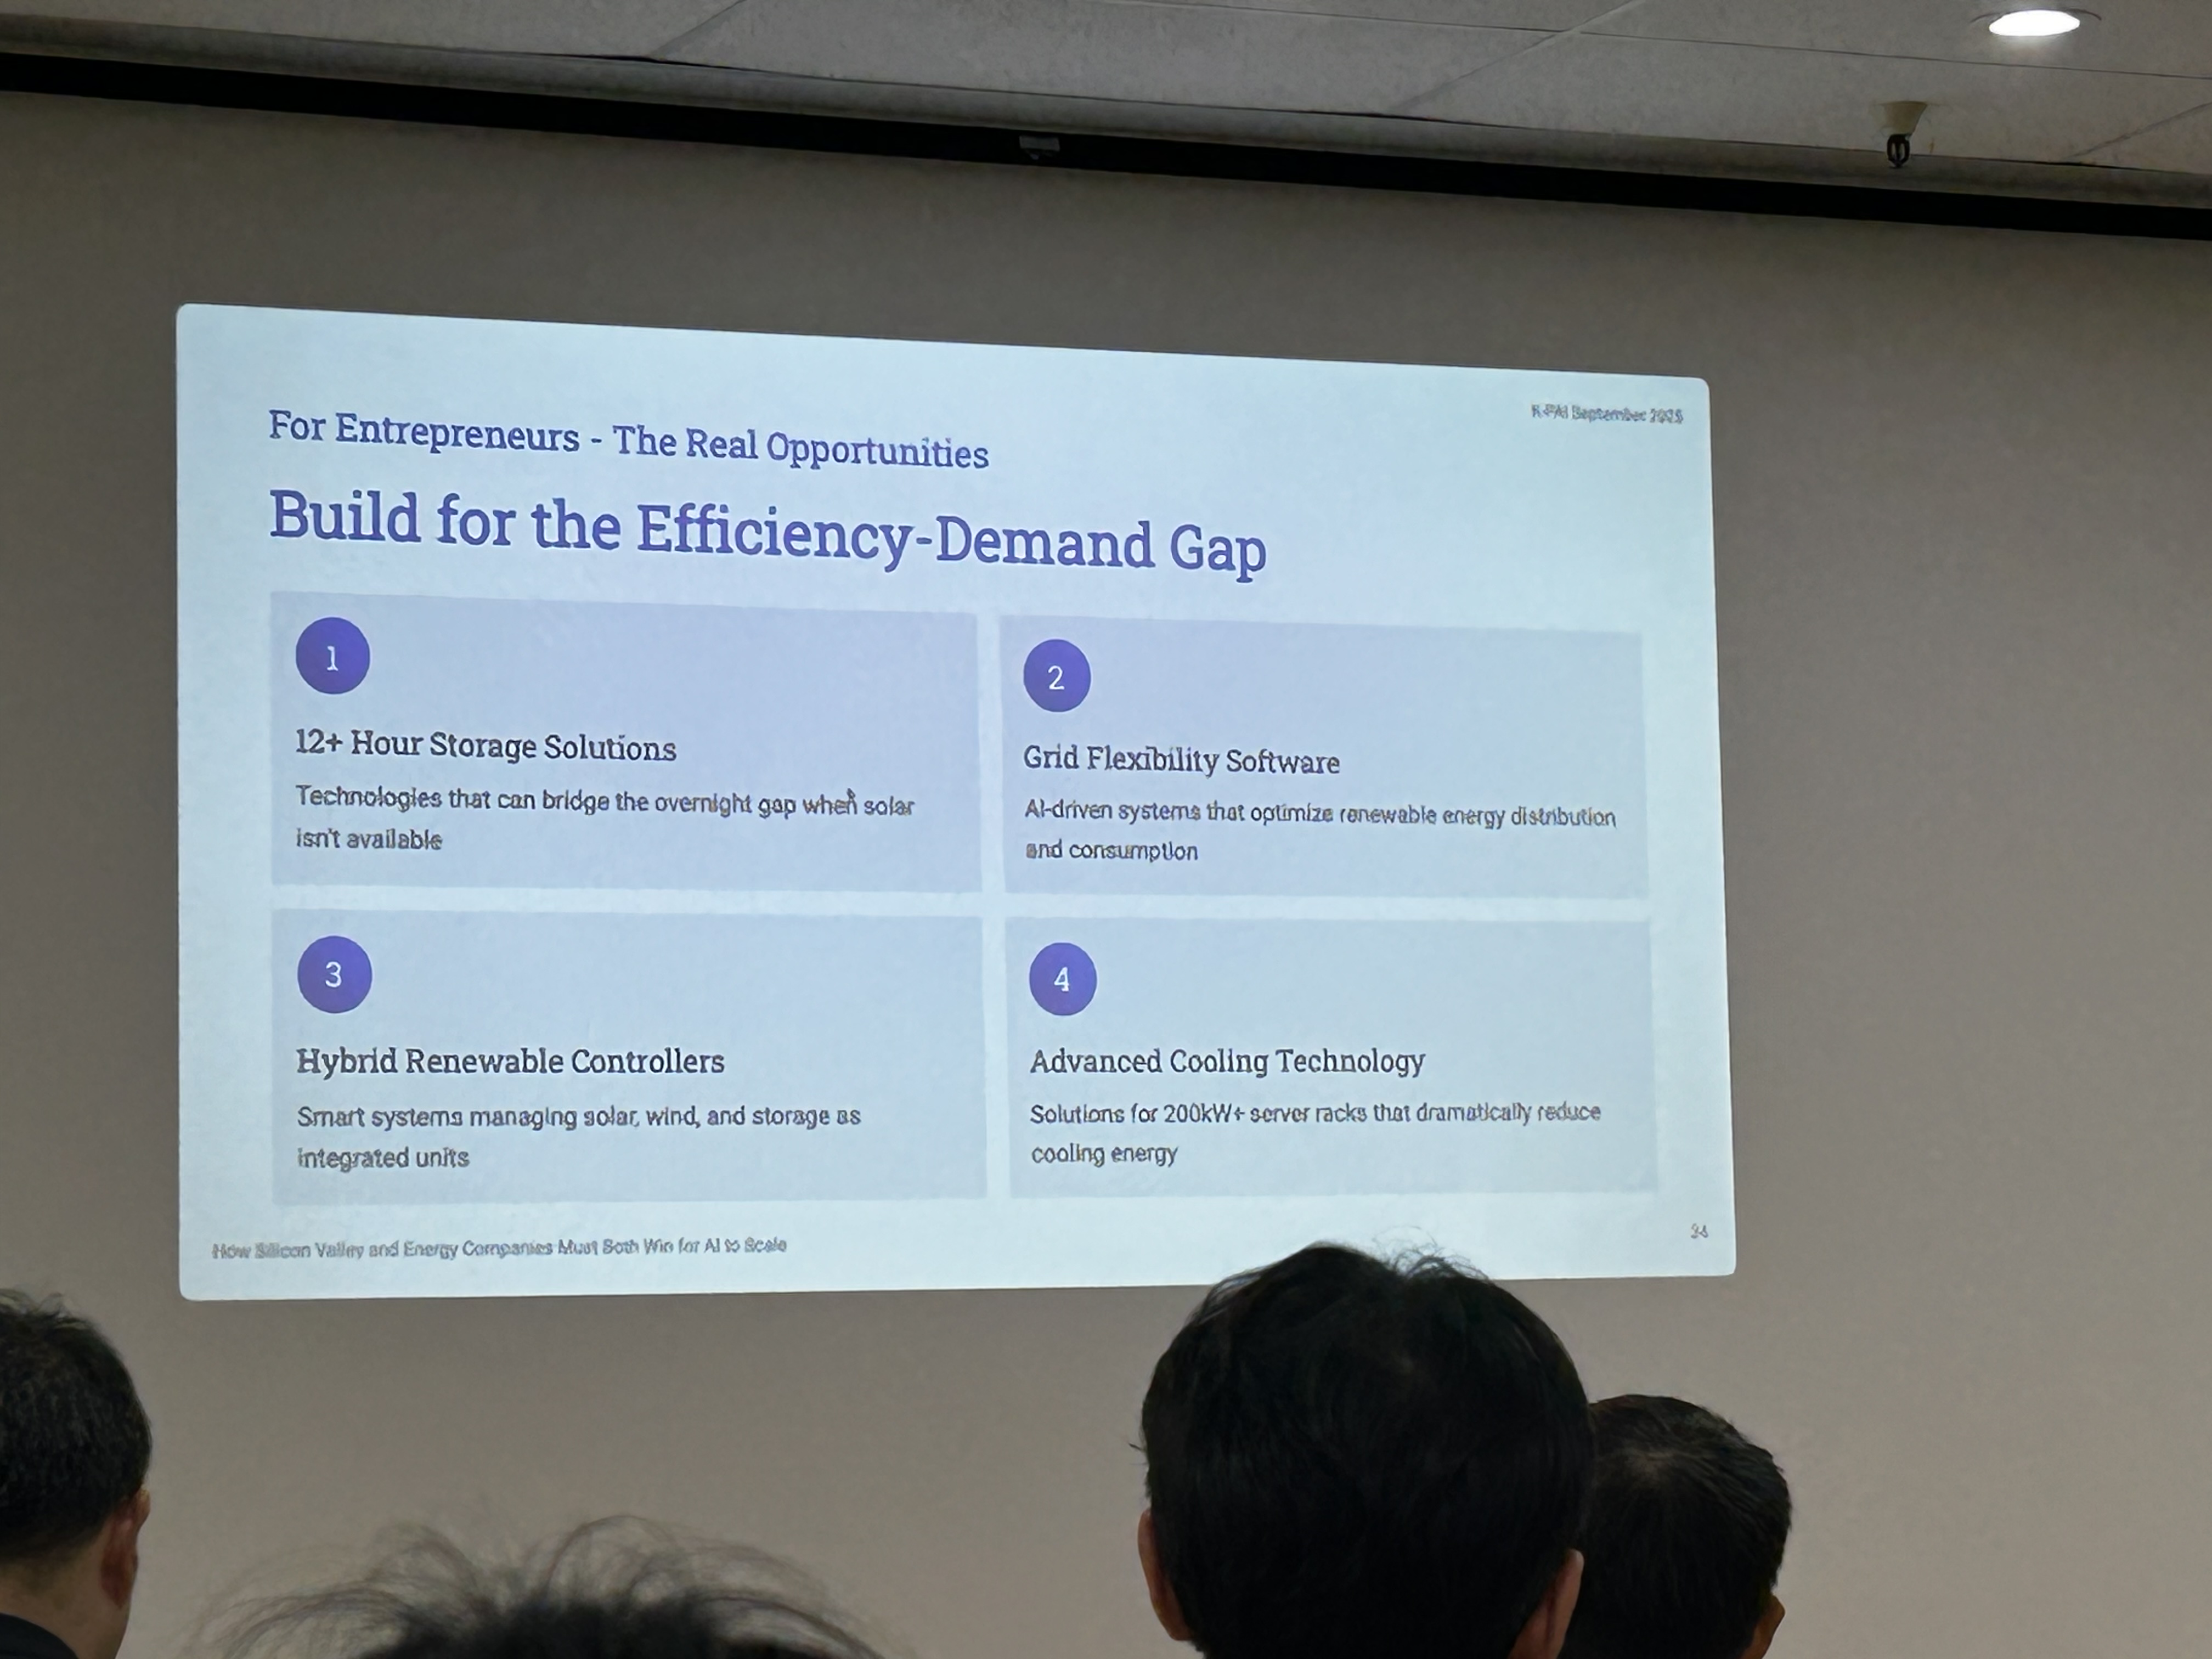 September 2025
For Entrepreneurs - The Real Opportunities
Build for the Efficiency-Demand Gap
1
12+ Hour Storage Solutions
Technologies that can bridge the overnight gap when solar
isn't available
2
Grid Flexibility Software
AI-driven systems that optimize renewable energy distribution
and consumption
3
Hybrid Renewable Controllers
Smart systems managing solar, wind, and storage as
integrated units
4
Advanced Cooling Technology
Solutions for 200kW+ server racks that dramatically reduce
cooling energy
How Silicon Valley and Energy Companies Must Both Win for AI to Scale